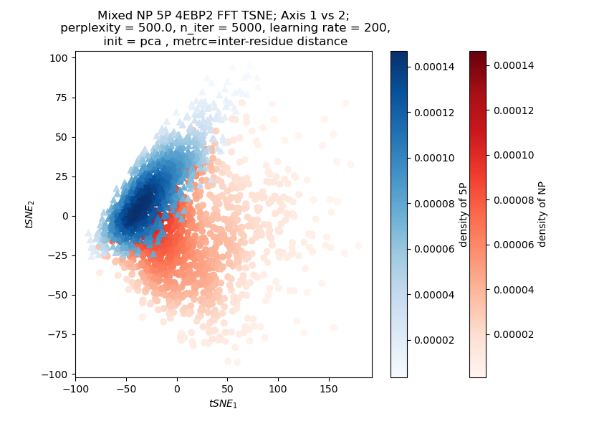 Mixed NP 5P 4EBP2 FFT TSNE; Axis 1 vs 2;
perplexity = 500.0, n_iter = 5000, learning rate = 200,
init = pca , metrc=inter-residue distance
100
75
50
25
0
−25
−50
−75
−100
tSNE2
−100 −50 0 50 100 150
tSNE1
0.00014
0.00012
0.00010
0.00008
0.00006
0.00004
0.00002
density of 5P
0.00014
0.00012
0.00010
0.00008
0.00006
0.00004
0.00002
density of NP